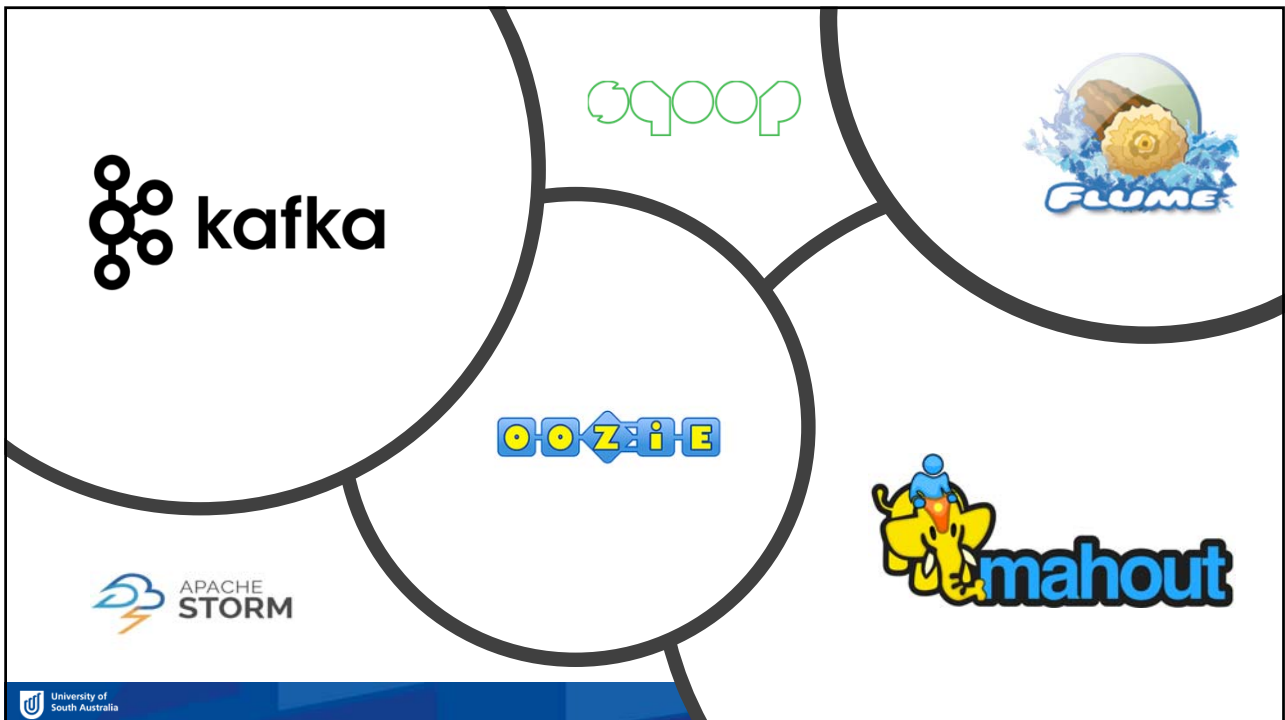 sqoop
FLUME
kafka
OOZiE
mahout
APACHE
STORM
University of
South Australia